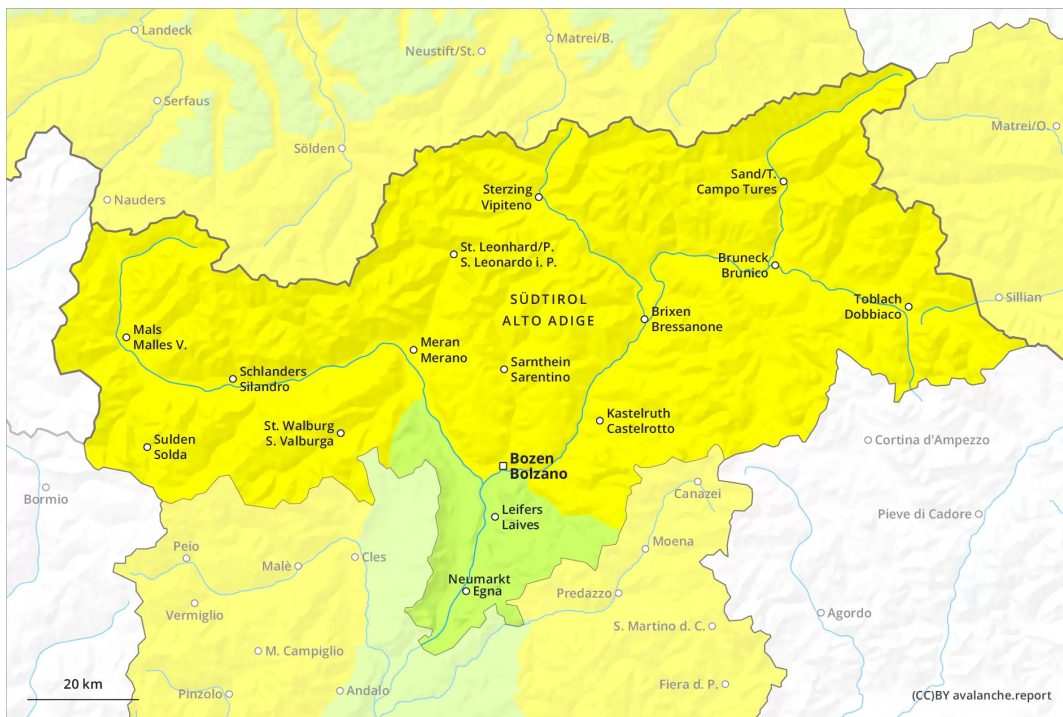 Landeck
Matrei/B.
Neustift/St.
Serfaus
Matrei/O.
Sölden
Sand/T.
Campo Tures
Sterzing
Vipiteno
Nauders
St. Leonhard/P.
S. Leonardo i. P.
Bruneck
Brunico
SÜDTIROL
ALTO ADIGE
Toblach
Dobbiaco
Sillian
Brixen
Bressanone
Mals
Malles V.
Meran
Merano
Sarnthein
Sarentino
Schlanders
Silandro
Kastelruth
Castelrotto
St. Walburg
S. Valburga
Sulden
Solda
Cortina d'Ampezzo
Bozen
Bolzano
Bormio
Canazei
Leifers
Laives
Pieve di Cadore
Moena
Peio
Cles
Malè
Neumarkt
Egna
Predazzo
Vermiglio
Agordo
S. Martino d. C.
M. Campiglio
20 km
Fiera d. P.
Andalo
Pinzolo
(CC)BY avalanche.report